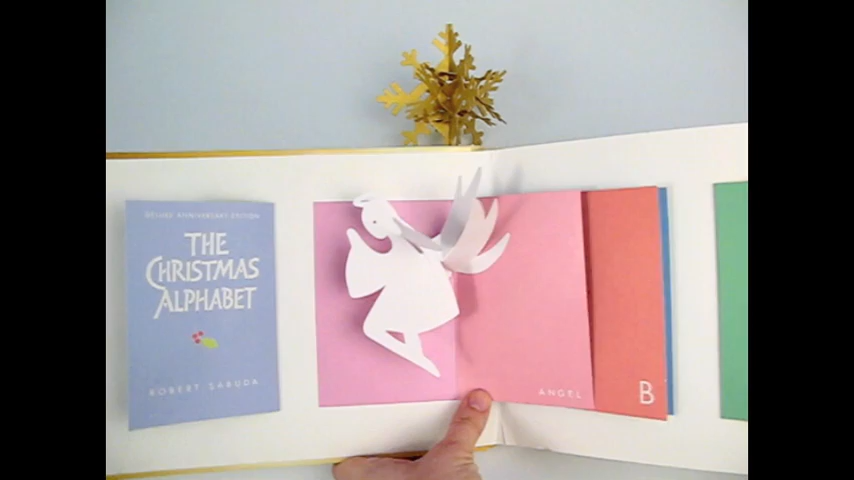 DELUXE ANNIVERSARY EDITION
THE
CHRISTMAS
ALPHABET
ROBERT SABUDA
ANGEL
B